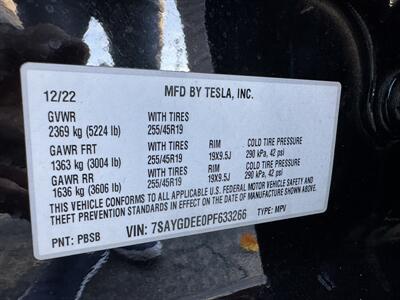 12/22 MFD BY TESLA, INC.
GVWR WITH TIRES
2369 kg (5224 lb) 255/45R19
GAWR FRT WITH TIRES RIM COLD TIRE PRESSURE
1363 kg (3004 lb) 255/45R19 19X9.5J 290 kPa, 42 psi
GAWR RR WITH TIRES RIM COLD TIRE PRESSURE
1636 kg (3606 lb) 255/45R19 19X9.5J 290 kPa, 42 psi
THIS VEHICLE CONFORMS TO ALL APPLICABLE U.S. FEDERAL MOTOR VEHICLE SAFETY AND
THEFT PREVENTION STANDARDS IN EFFECT ON THE DATE OF MANUFACTURE SHOWN ABOVE.
PNT: PBSB VIN: 7SAYGDEE0PF633266 TYPE: MPV